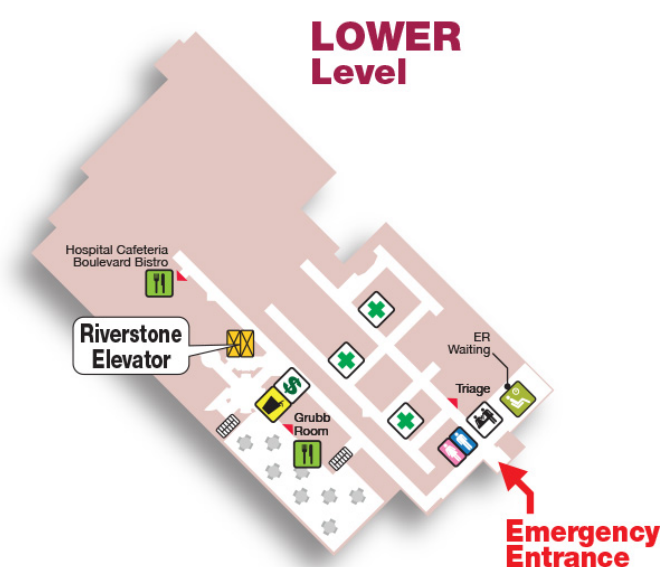 LOWER
Level
Hospital Cafeteria
Boulevard Bistro
Riverstone
Elevator
ER
Waiting
Triage
$
Grubb
Room
Emergency
Entrance